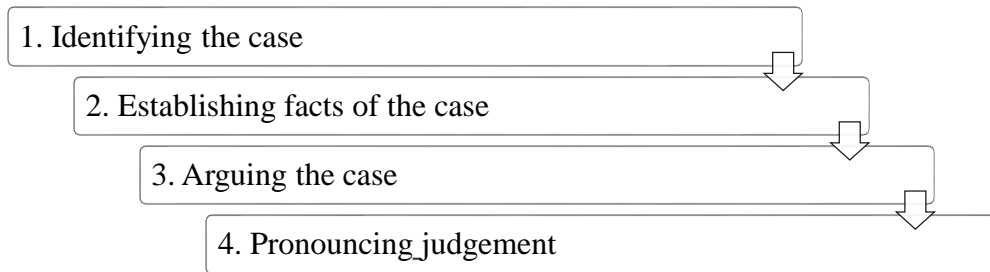 1. Identifying the case
2. Establishing facts of the case
3. Arguing the case
4. Pronouncing judgement